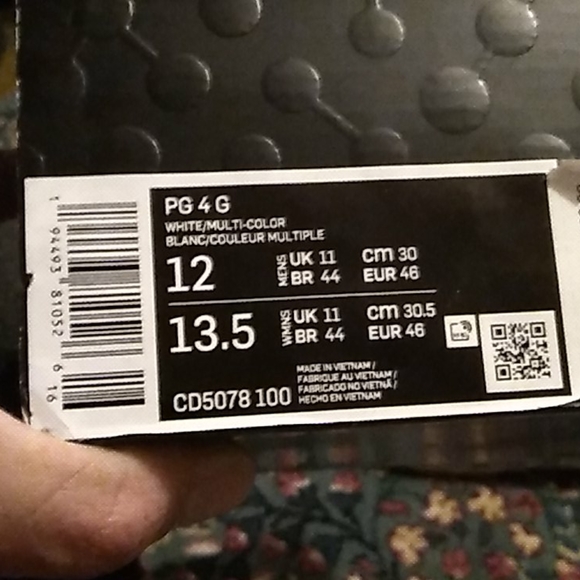 PG 4 G
WHITE/MULTI-COLOR
BLANC/COULEUR MULTIPLE
12 MENS UK 11 CM 30
BR 44 EUR 46
13.5 WMNS UK 11 CM 30.5
BR 44 EUR 46
MADE IN VIETNAM /
FABRIQUE AU VIETNAM /
FABRICADO NO VIETNÃ /
HECHO EN VIETNAM
CD5078 100
1 94493 81052 6 16